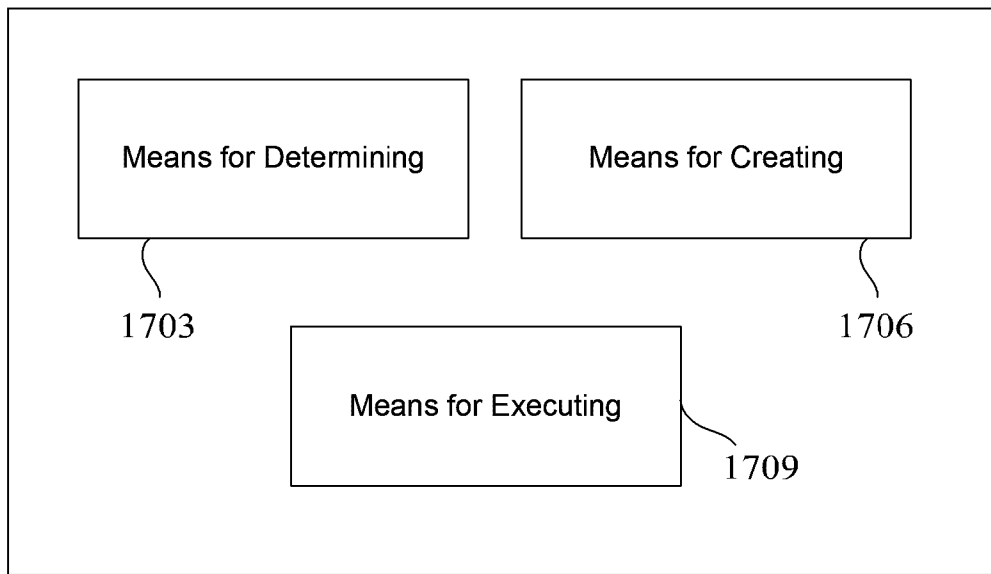 Means for Determining
Means for Creating
1703
1706
Means for Executing
1709